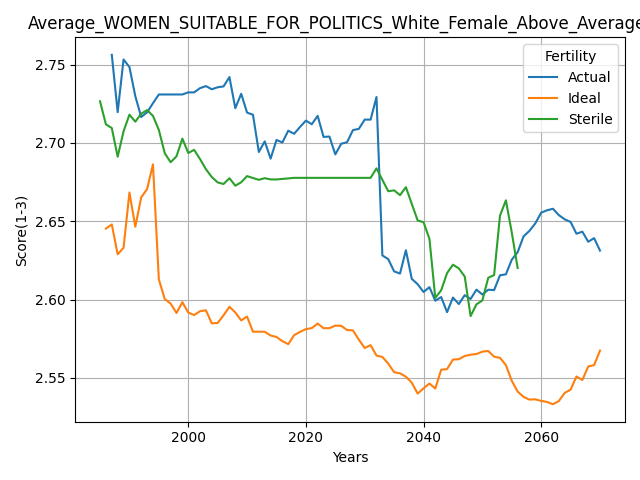 Average_WOMEN_SUITABLE_FOR_POLITICS_White_Female_Above_Average
Fertility
Actual
Ideal
Sterile
2.75
2.70
2.65
2.60
2.55
Score(1-3)
2000
2020
2040
2060
Years